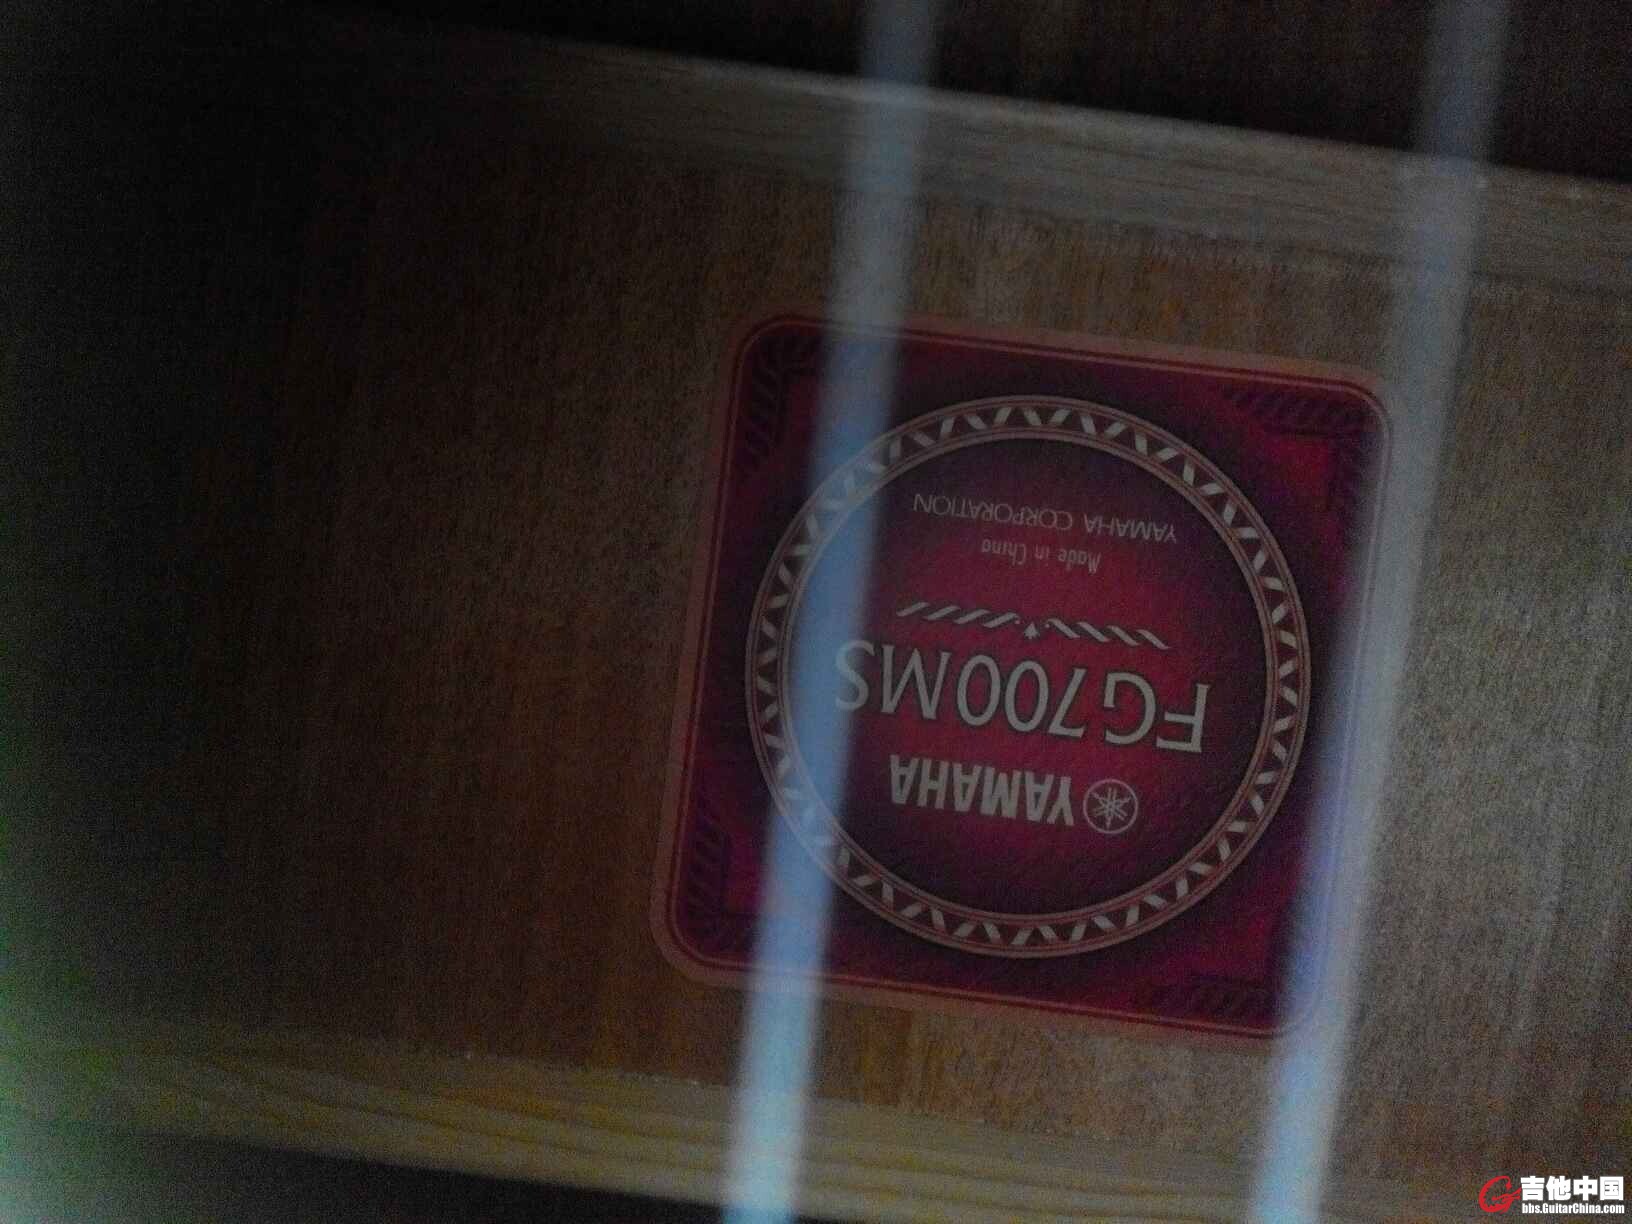 YAMAHA
FG700MS
Made in China
YAMAHA CORPORATION
吉他中国
bbs.GuitarChina.com